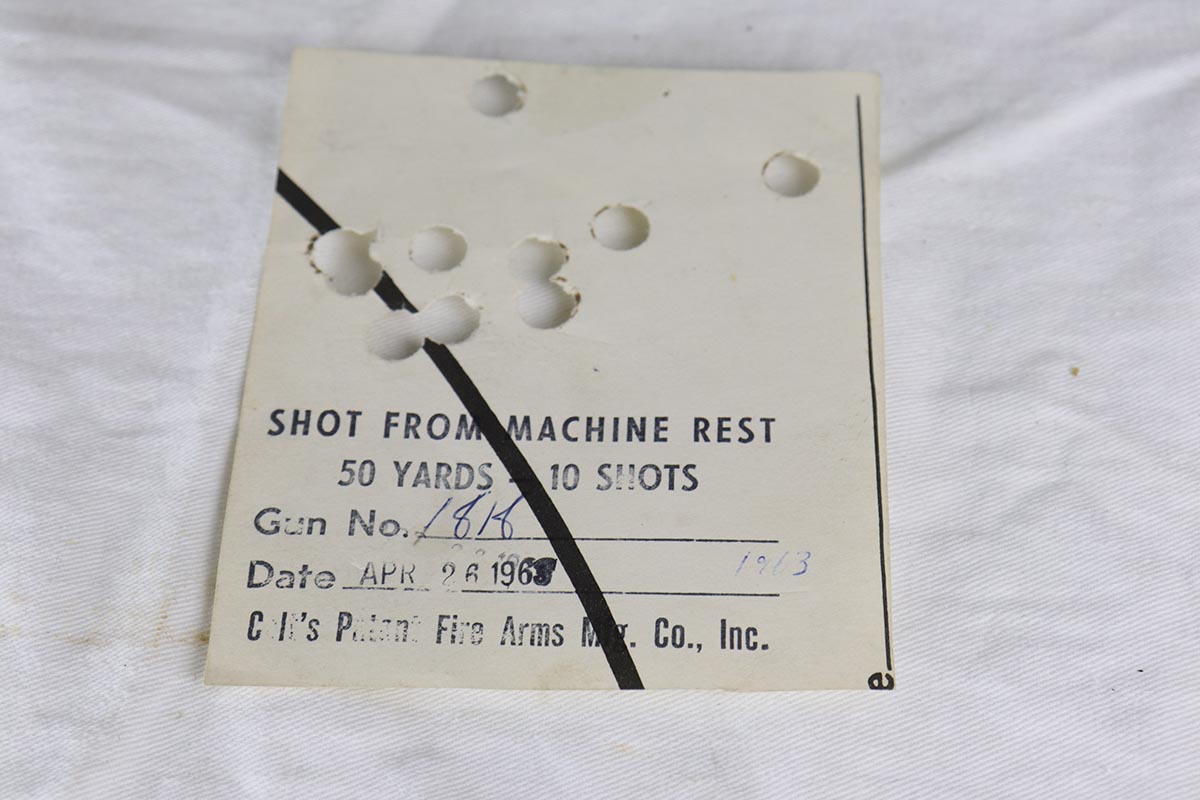 SHOT FROM MACHINE REST
50 YARDS - 10 SHOTS
Gun No.
Date APR 26 1963
1963
Colt's Patent Fire Arms Mfg. Co., Inc.
e